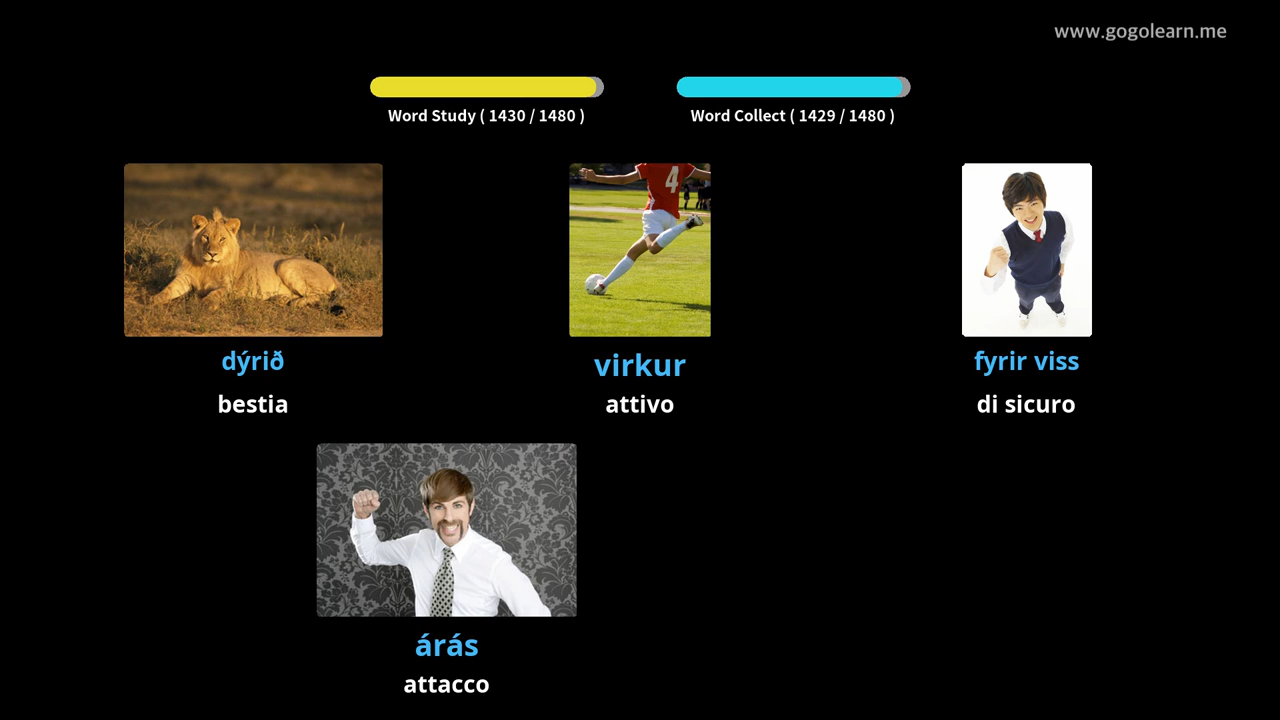 www.gogolearn.me
Word Study ( 1430 / 1480 )
Word Collect ( 1429 / 1480 )
4
dýrið
virkur
fyrir viss
bestia
attivo
di sicuro
árás
attacco